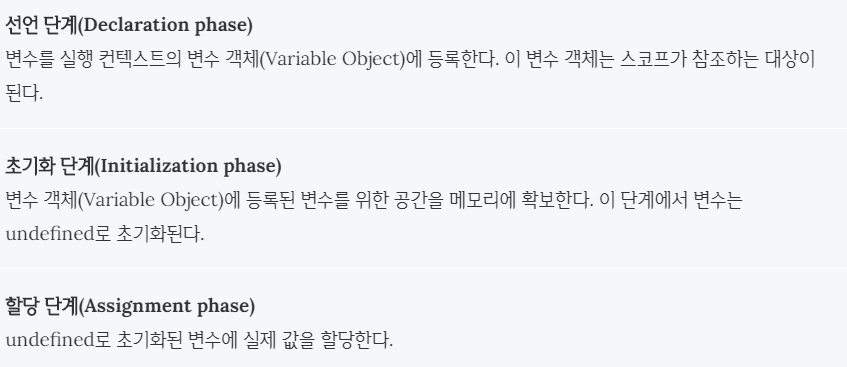 선언 단계(Declaration phase)
변수를 실행 컨텍스트의 변수 객체(Variable Object)에 등록한다. 이 변수 객체는 스코프가 참조하는 대상이
된다.
초기화 단계(Initialization phase)
변수 객체(Variable Object)에 등록된 변수를 위한 공간을 메모리에 확보한다. 이 단계에서 변수는
undefined로 초기화된다.
할당 단계(Assignment phase)
undefined로 초기화된 변수에 실제 값을 할당한다.